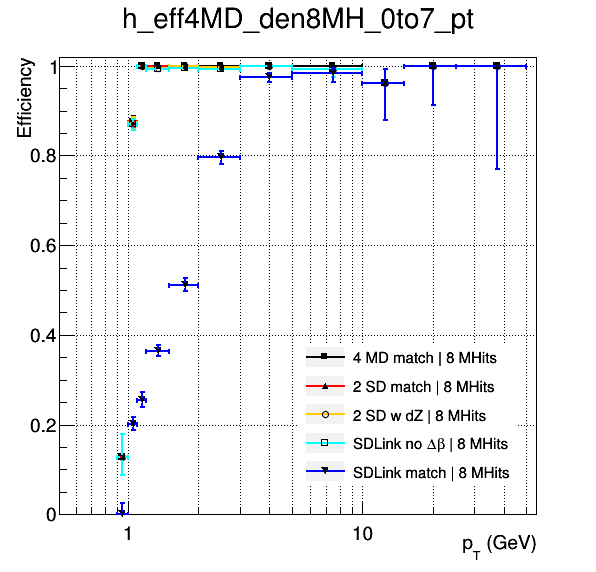 h_eff4MD_den8MH_0to7_pt
Efficiency
1
0.8
0.6
0.4
0.2
0
4 MD match | 8 MHits
2 SD match | 8 MHits
2 SD w dZ | 8 MHits
SDLink no Δβ | 8 MHits
SDLink match | 8 MHits
1
10
p_T (GeV)